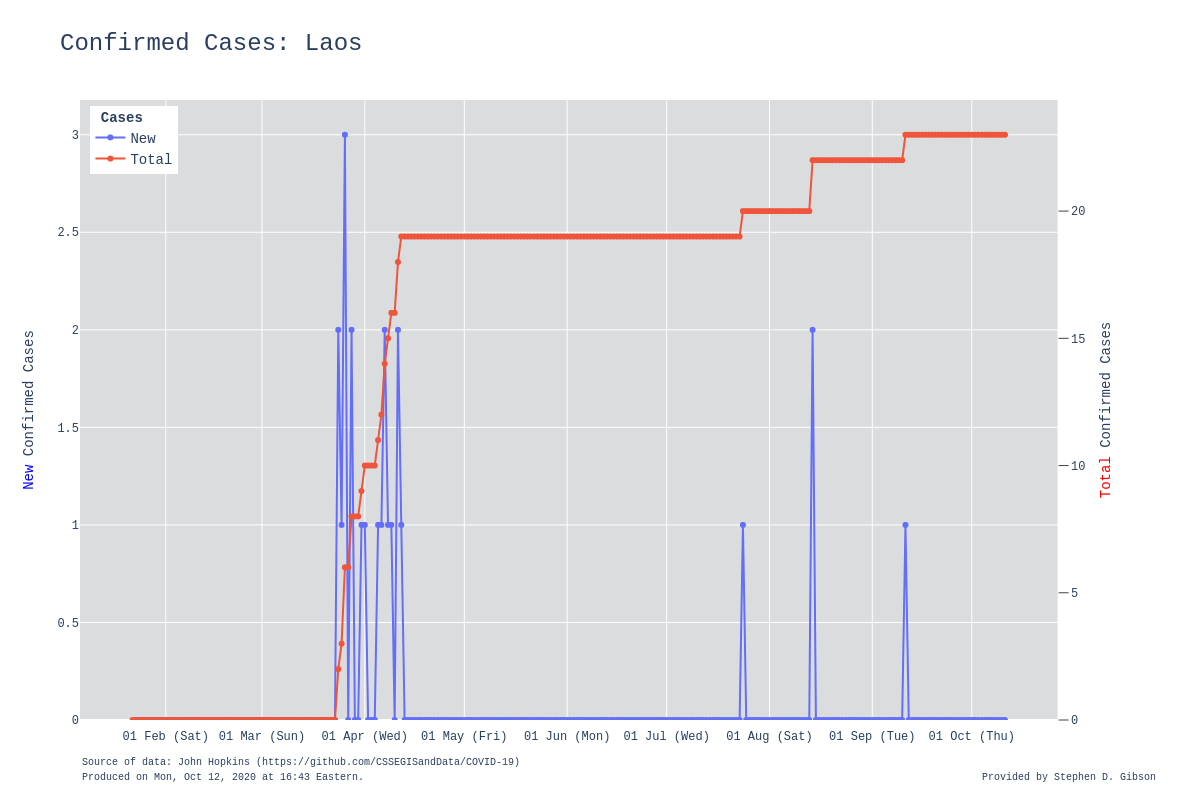 Confirmed Cases: Laos
Cases
New
Total
3
2.5
2
1.5
1
0.5
0
20
15
10
5
0
New Confirmed Cases
Total Confirmed Cases
01 Feb (Sat) 01 Mar (Sun) 01 Apr (Wed) 01 May (Fri) 01 Jun (Mon) 01 Jul (Wed) 01 Aug (Sat) 01 Sep (Tue) 01 Oct (Thu)
Source of data: John Hopkins (https://github.com/CSSEGISandData/COVID-19)
Produced on Mon, Oct 12, 2020 at 16:43 Eastern.
Provided by Stephen D. Gibson